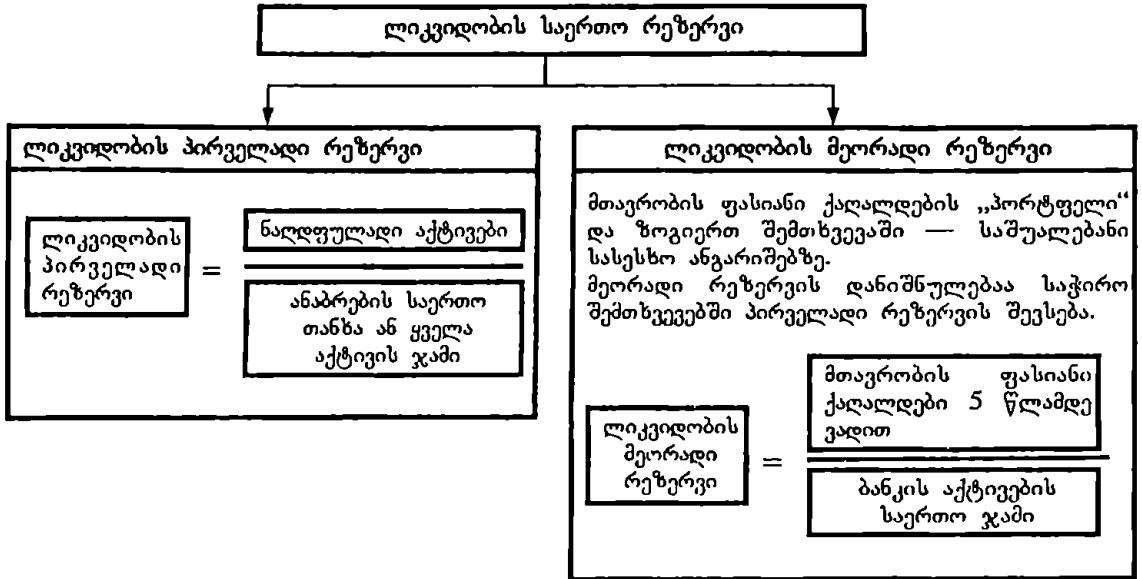 ლიკვიდობის საერთო რეზერვი
ლიკვიდობის პირველადი რეზერვი
ლიკვიდობის
პირველადი
რეზერვი
=
ნაღდფულადი აქტივები
ანაბრების საერთო
თანხა ან ყველა
აქტივის ჯამი
ლიკვიდობის მეორადი რეზერვი
მთავრობის ფასიანი ქაღალდების „პორტფელი“
და ზოგიერთ შემთხვევაში — საშუალებანი
სასესხო ანგარიშებზე.
მეორადი რეზერვის დანიშნულებაა საჭირო
შემთხვევებში პირველადი რეზერვის შევსება.
ლიკვიდობის
მეორადი
რეზერვი
=
მთავრობის ფასიანი
ქაღალდები 5 წლამდე
ვადით
ბანკის აქტივების
საერთო ჯამი